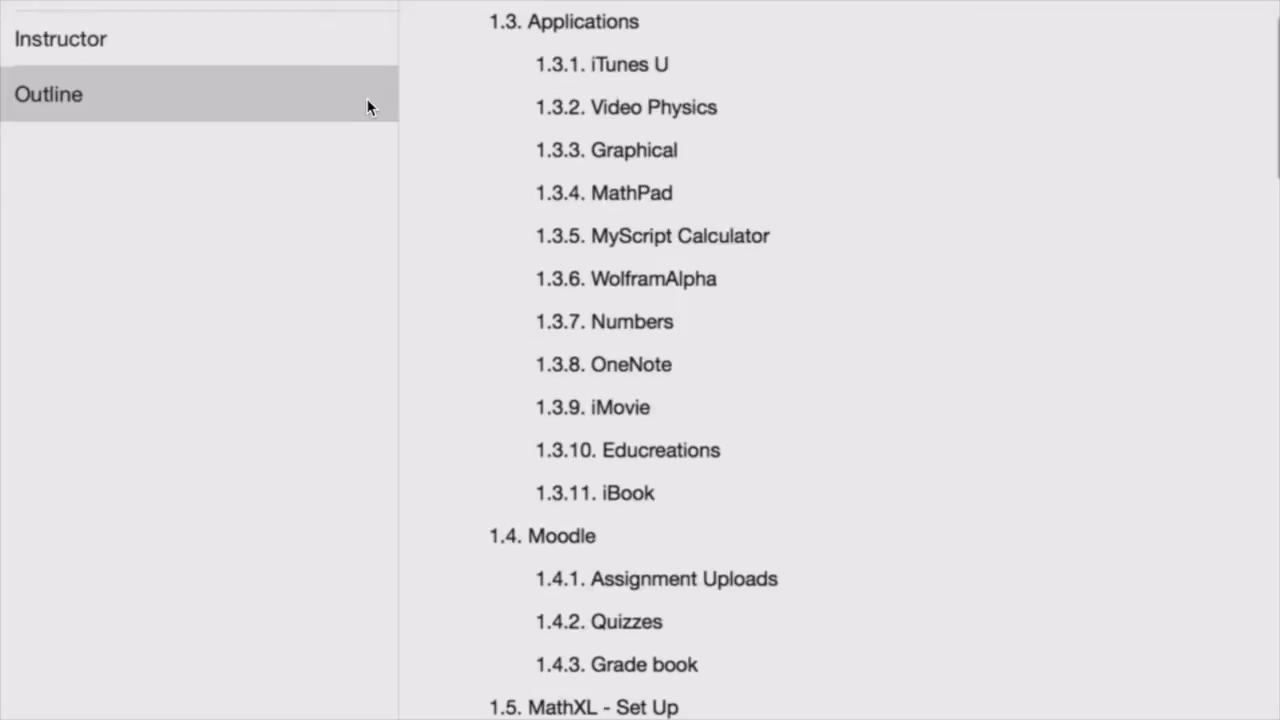 Instructor
Outline
1.3. Applications
1.3.1. iTunes U
1.3.2. Video Physics
1.3.3. Graphical
1.3.4. MathPad
1.3.5. MyScript Calculator
1.3.6. WolframAlpha
1.3.7. Numbers
1.3.8. OneNote
1.3.9. iMovie
1.3.10. Educreations
1.3.11. iBook
1.4. Moodle
1.4.1. Assignment Uploads
1.4.2. Quizzes
1.4.3. Grade book
1.5. MathXL - Set Up